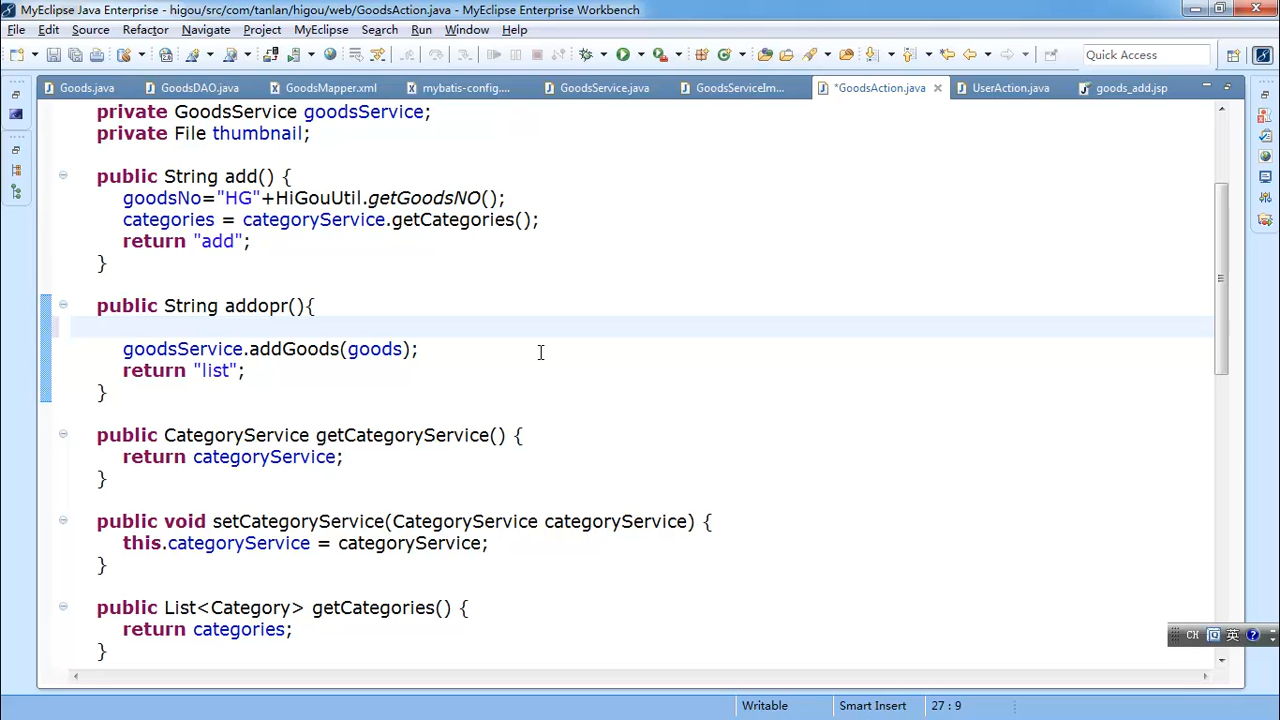 MyEclipse Java Enterprise - higou/src/com/tanlan/higou/web/GoodsAction.java - MyEclipse Enterprise Workbench
File Edit Source Refactor Navigate Project MyEclipse Search Run Window Help
Quick Access
Goods.java GoodsDAO.java GoodsMapper.xml mybatis-config.... GoodsService.java GoodsServiceIm... *GoodsAction.java UserAction.java goods_add.jsp
private GoodsService goodsService;
private File thumbnail;
public String add() {
goodsNo="HG"+HiGouUtil.getGoodsNO();
categories = categoryService.getCategories();
return "add";
}
public String addopr(){
goodsService.addGoods(goods);
return "list";
}
public CategoryService getCategoryService() {
return categoryService;
}
public void setCategoryService(CategoryService categoryService) {
this.categoryService = categoryService;
}
public List<Category> getCategories() {
return categories;
}
CH 英
Writable Smart Insert 27 : 9